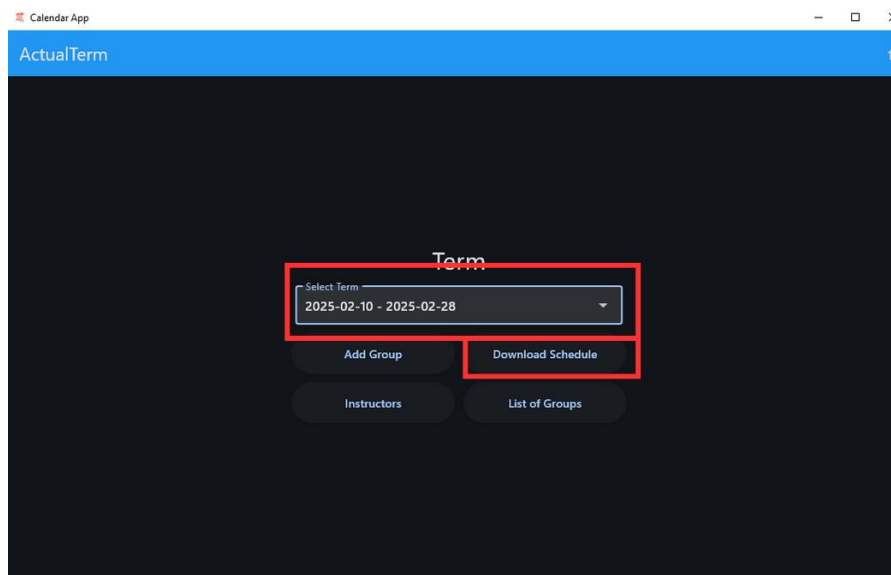 Calendar App
ActualTerm
Term
Select Term
2025-02-10 - 2025-02-28
Add Group
Download Schedule
Instructors
List of Groups